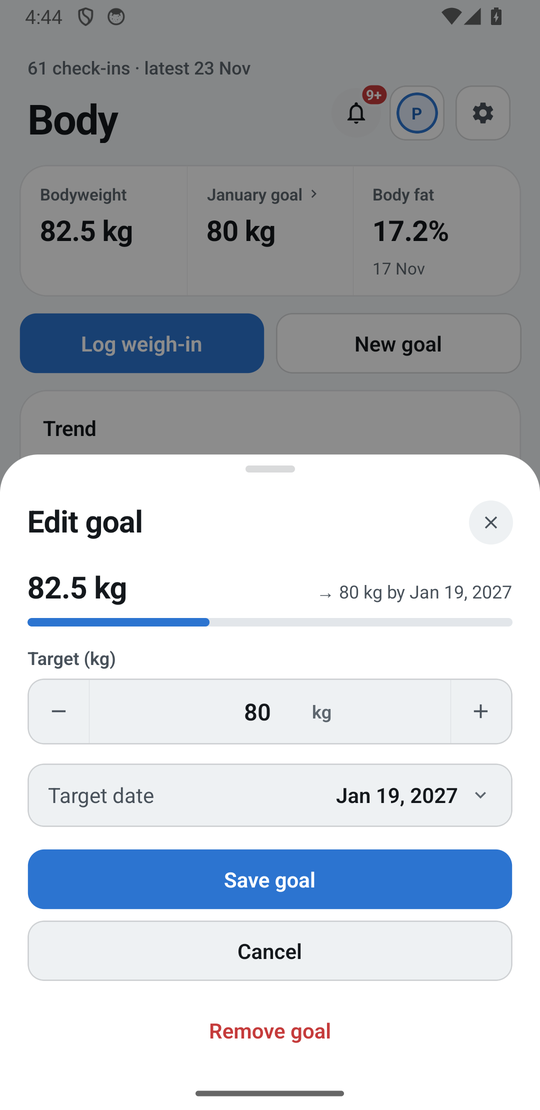 4:44
61 check-ins · latest 23 Nov
Body
9+
P
Bodyweight
January goal
Body fat
82.5 kg
80 kg
17.2%
17 Nov
Log weigh-in
New goal
Trend
Edit goal
82.5 kg
→ 80 kg by Jan 19, 2027
Target (kg)
− 80 kg +
Target date
Jan 19, 2027
Save goal
Cancel
Remove goal